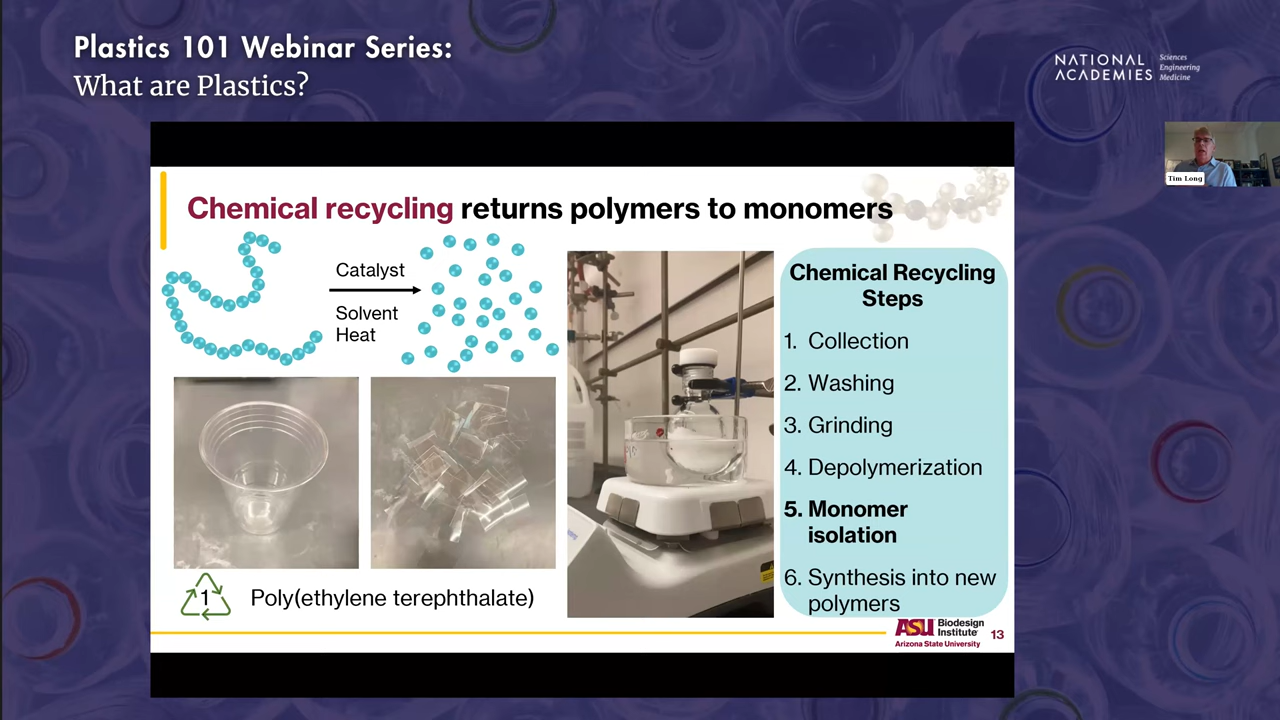 Plastics 101 Webinar Series:
What are Plastics?
NATIONAL
ACADEMIES
Sciences
Engineering
Medicine
Tim Long
Chemical recycling returns polymers to monomers
Catalyst
Solvent
Heat
1
Poly(ethylene terephthalate)
Chemical Recycling
Steps
1. Collection
2. Washing
3. Grinding
4. Depolymerization
5. Monomer
isolation
6. Synthesis into new
polymers
ASU Biodesign
Institute
Arizona State University
13